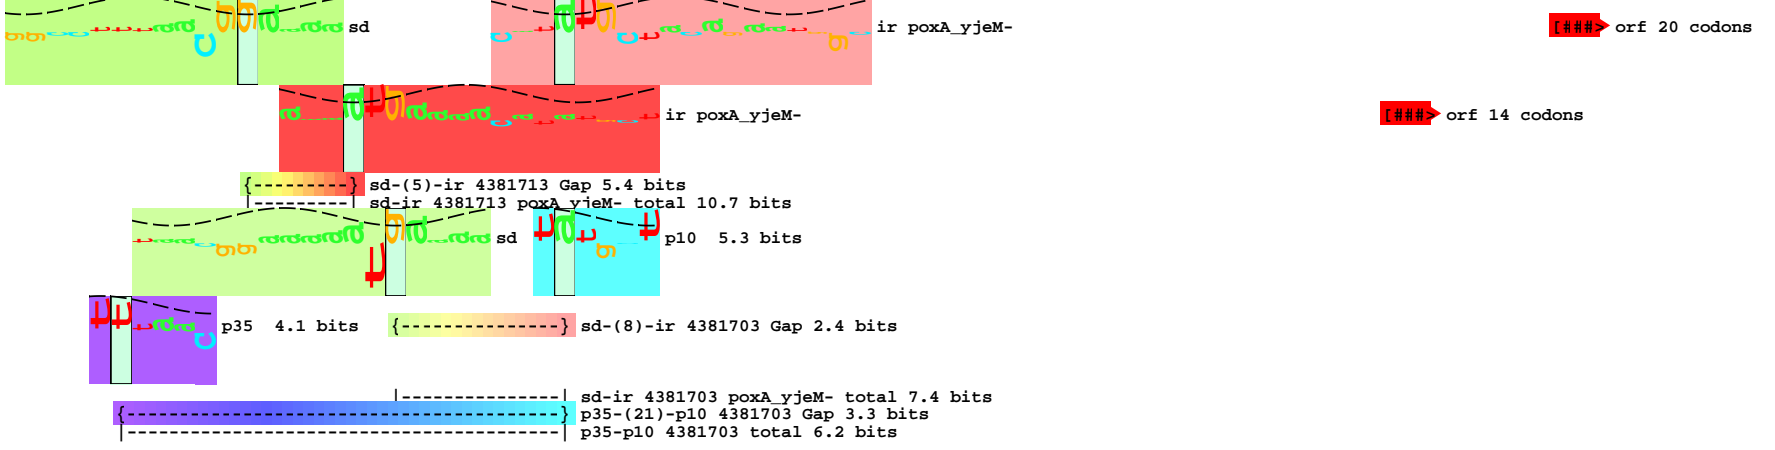 sd ir poxA_yjeM- [###> orf 20 codons
ir poxA_yjeM- [###> orf 14 codons
{---------} sd-(5)-ir 4381713 Gap 5.4 bits
|---------| sd-ir 4381713 poxA_yjeM- total 10.7 bits
sd p10 5.3 bits
p35 4.1 bits {---------------} sd-(8)-ir 4381703 Gap 2.4 bits
|---------------| sd-ir 4381703 poxA_yjeM- total 7.4 bits
{-----------------------------------------} p35-(21)-p10 4381703 Gap 3.3 bits
|-----------------------------------------| p35-p10 4381703 total 6.2 bits